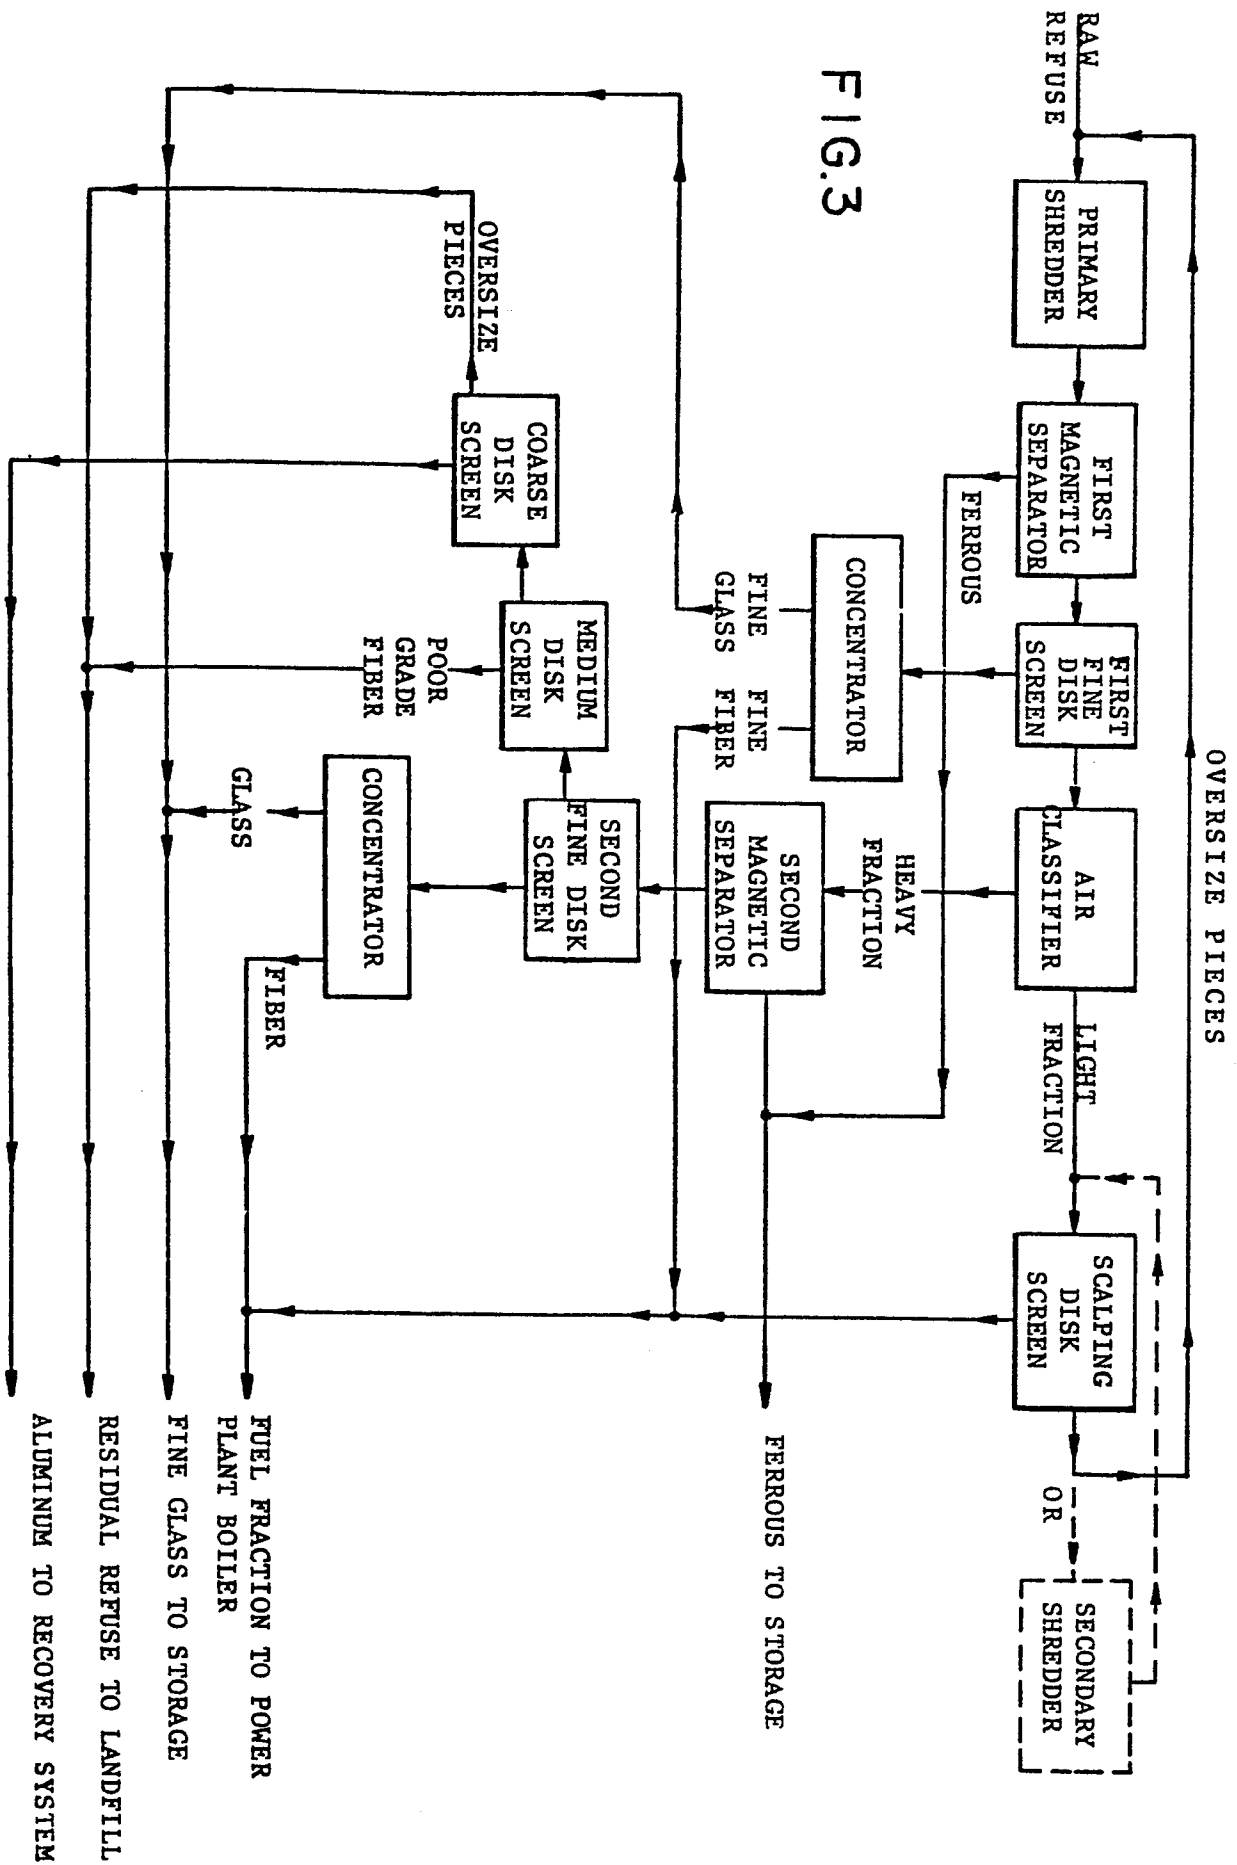 OVERSIZE PIECES
RAW
REFUSE
PRIMARY
SHREDDER
FIRST
MAGNETIC
SEPARATOR
FIRST
FINE
DISK
SCREEN
AIR
CLASSIFIER
LIGHT
FRACTION
SCALPING
DISK
SCREEN
OR
SECONDARY
SHREDDER
FERROUS
HEAVY
FRACTION
FIG.3
CONCENTRATOR
FINE
GLASS
FINE
FIBER
SECOND
MAGNETIC
SEPARATOR
FERROUS TO STORAGE
OVERSIZE
PIECES
COARSE
DISK
SCREEN
MEDIUM
DISK
SCREEN
SECOND
FINE DISK
SCREEN
POOR
GRADE
FIBER
CONCENTRATOR
GLASS
FIBER
FUEL FRACTION TO POWER
PLANT BOILER
FINE GLASS TO STORAGE
RESIDUAL REFUSE TO LANDFILL
ALUMINUM TO RECOVERY SYSTEM